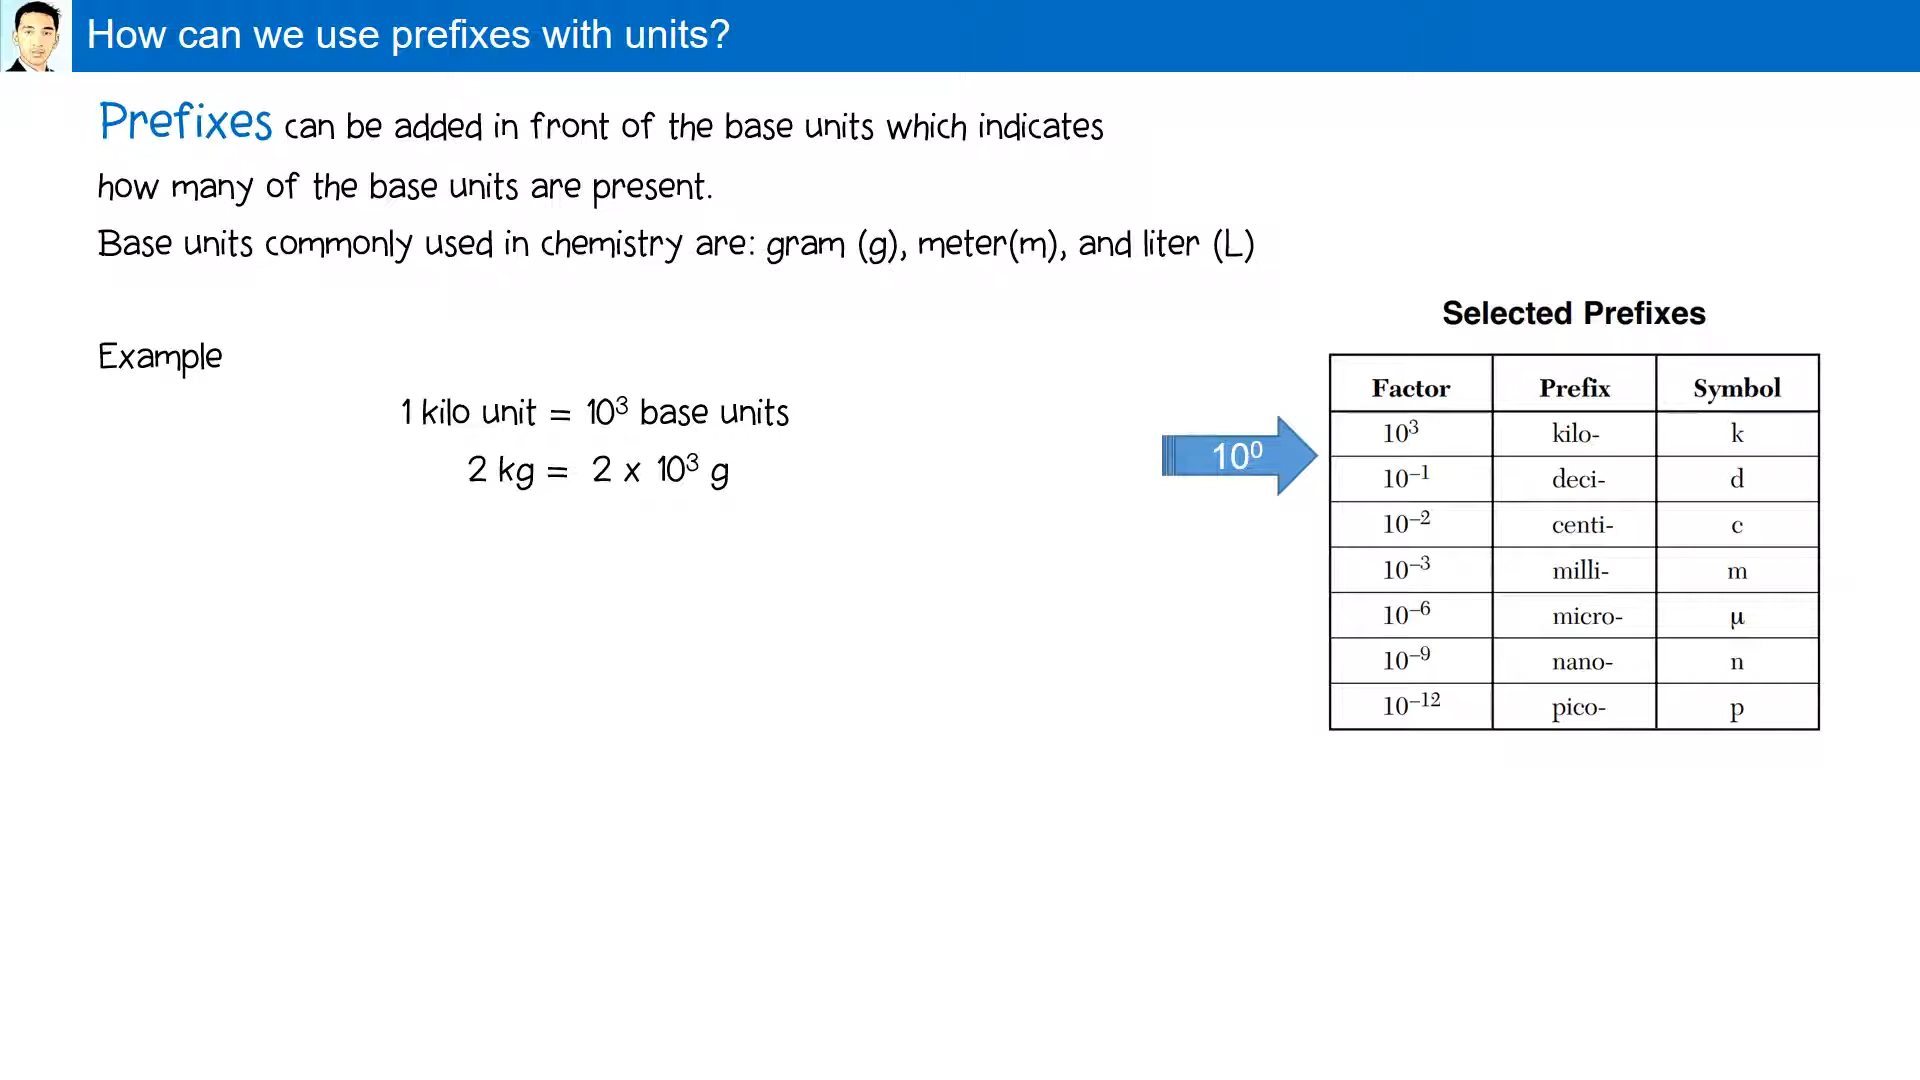 How can we use prefixes with units?
Prefixes can be added in front of the base units which indicates
how many of the base units are present.
Base units commonly used in chemistry are: gram (g), meter(m), and liter (L)
Example
1 kilo unit = 10³ base units
2 kg = 2 x 10³ g
10⁰
Selected Prefixes
Factor Prefix Symbol
10³ kilo- k
10⁻¹ deci- d
10⁻² centi- c
10⁻³ milli- m
10⁻⁶ micro- μ
10⁻⁹ nano- n
10⁻¹² pico- p